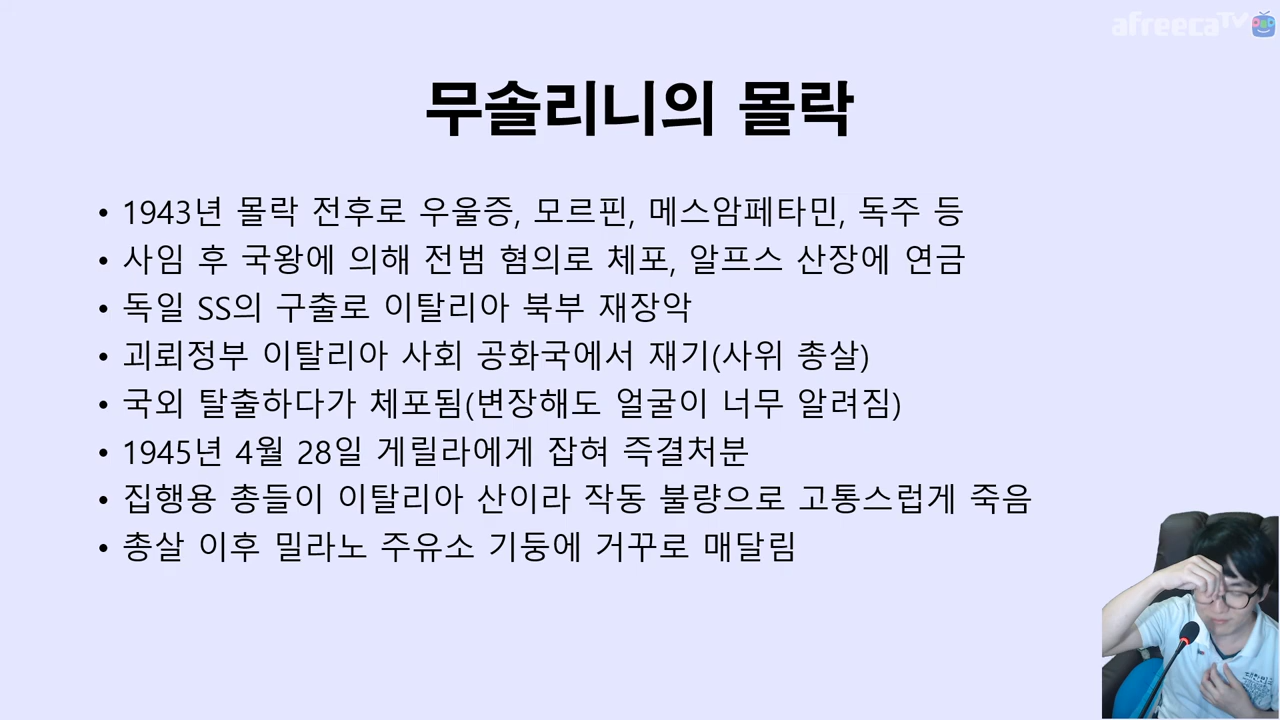 afreecaTV
무솔리니의 몰락
• 1943년 몰락 전후로 우울증, 모르핀, 메스암페타민, 독주 등
• 사임 후 국왕에 의해 전범 혐의로 체포, 알프스 산장에 연금
• 독일 SS의 구출로 이탈리아 북부 재장악
• 괴뢰정부 이탈리아 사회 공화국에서 재기(사위 총살)
• 국외 탈출하다가 체포됨(변장해도 얼굴이 너무 알려짐)
• 1945년 4월 28일 게릴라에게 잡혀 즉결처분
• 집행용 총들이 이탈리아 산이라 작동 불량으로 고통스럽게 죽음
• 총살 이후 밀라노 주유소 기둥에 거꾸로 매달림